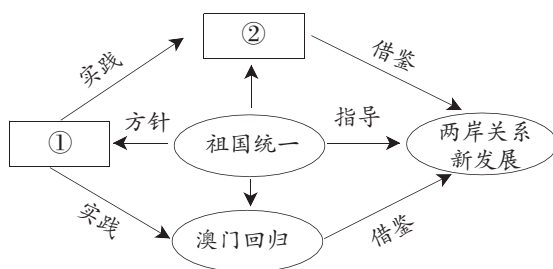 ②
实践
借鉴
方针
指导
①
祖国统一
两岸关系
新发展
实践
澳门回归
借鉴